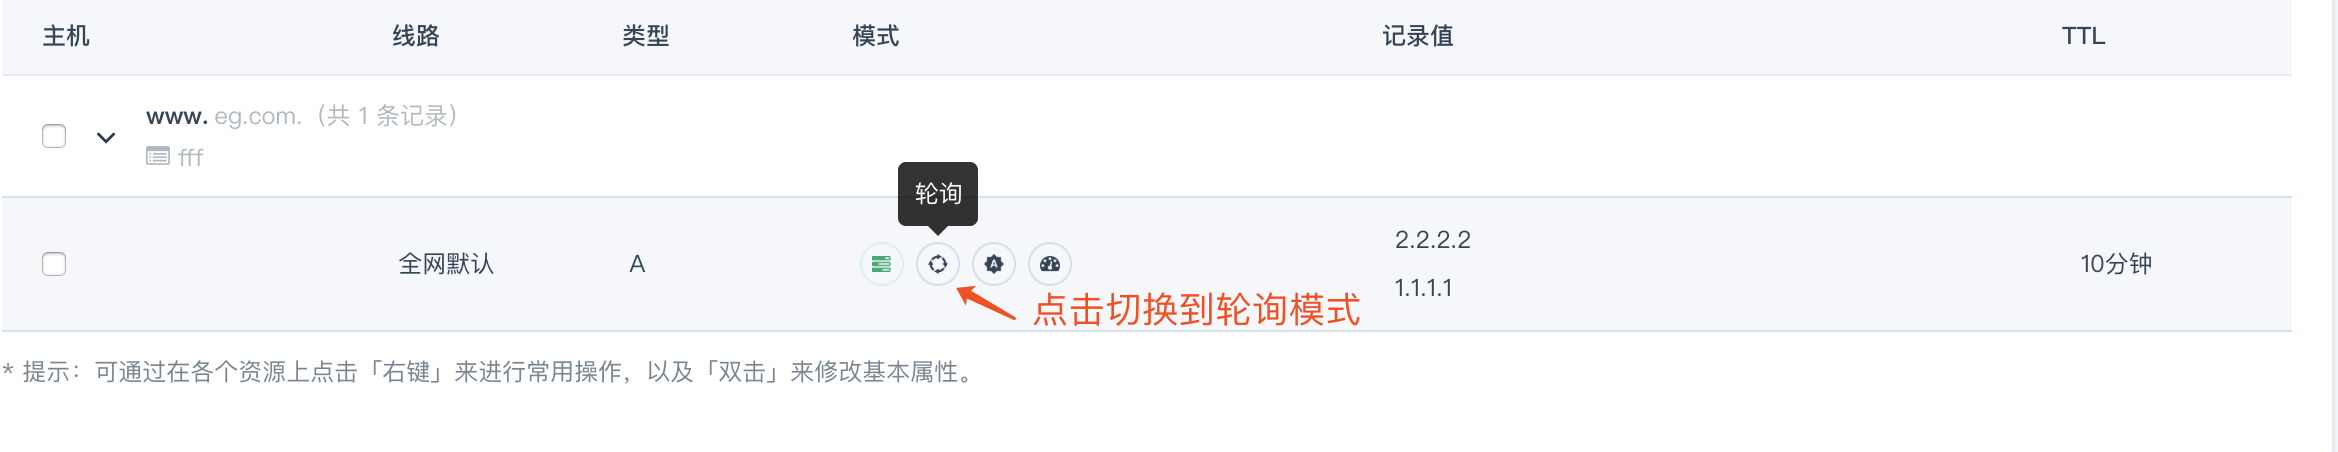 主机 线路 类型 模式 记录值 TTL
www. eg.com.（共 1 条记录）
fff
轮询
全网默认 A 2.2.2.2 10分钟
1.1.1.1
点击切换到轮询模式
* 提示：可通过在各个资源上点击「右键」来进行常用操作，以及「双击」来修改基本属性。